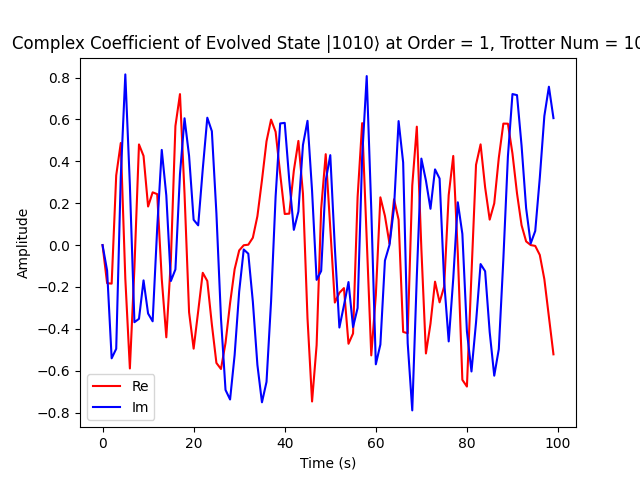 Complex Coefficient of Evolved State |1010⟩ at Order = 1, Trotter Num = 10
0.8
0.6
0.4
0.2
0.0
−0.2
−0.4
−0.6
−0.8
Amplitude
Re
Im
0 20 40 60 80 100
Time (s)